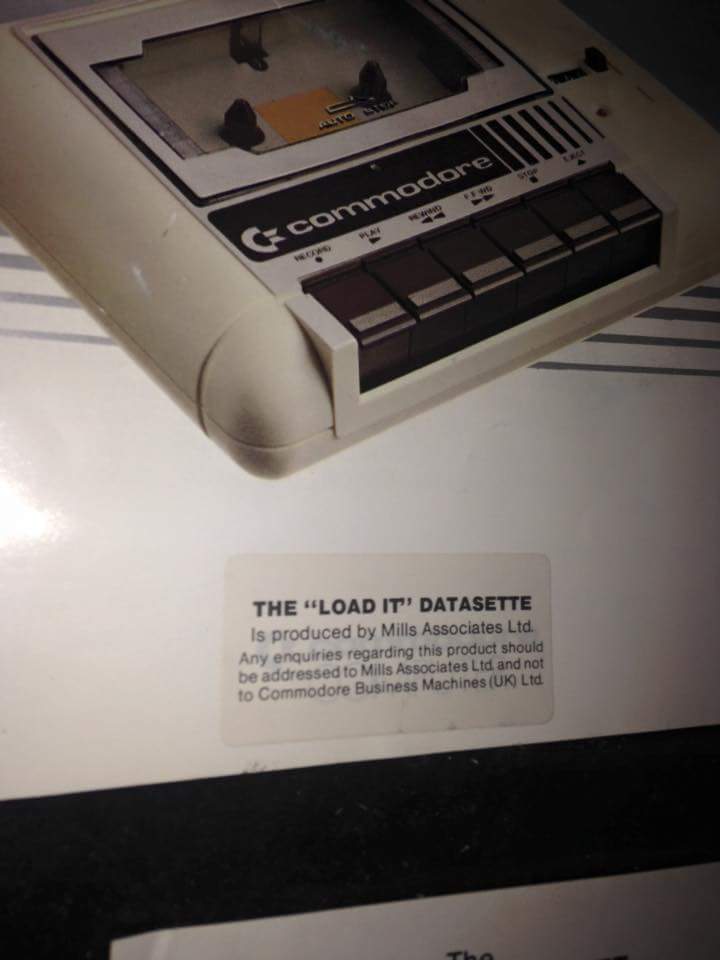 AUTO STOP
commodore
RECORD PLAY REWIND F.FWD STOP EJECT
THE “LOAD IT” DATASETTE
Is produced by Mills Associates Ltd.
Any enquiries regarding this product should
be addressed to Mills Associates Ltd. and not
to Commodore Business Machines (UK) Ltd.
The